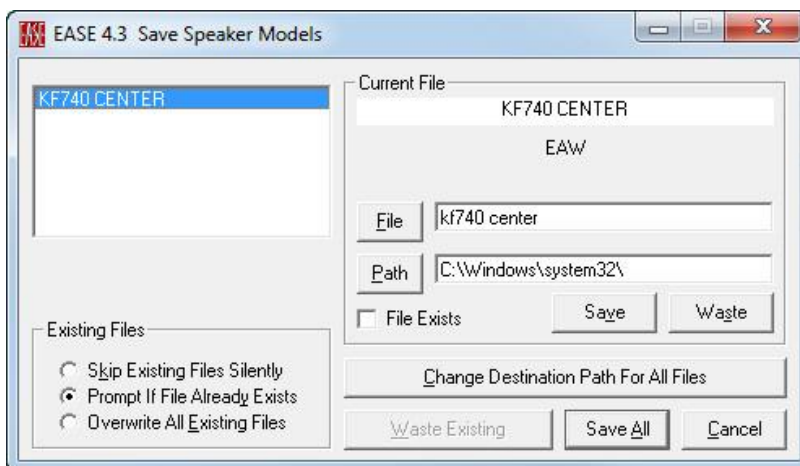 EASE EASE 4.3 Save Speaker Models
KF740 CENTER
Current File
KF740 CENTER
EAW
File kf740 center
Path C:\Windows\system32\
File Exists Save Waste
Existing Files
Skip Existing Files Silently
Prompt If File Already Exists
Overwrite All Existing Files
Change Destination Path For All Files
Waste Existing Save All Cancel